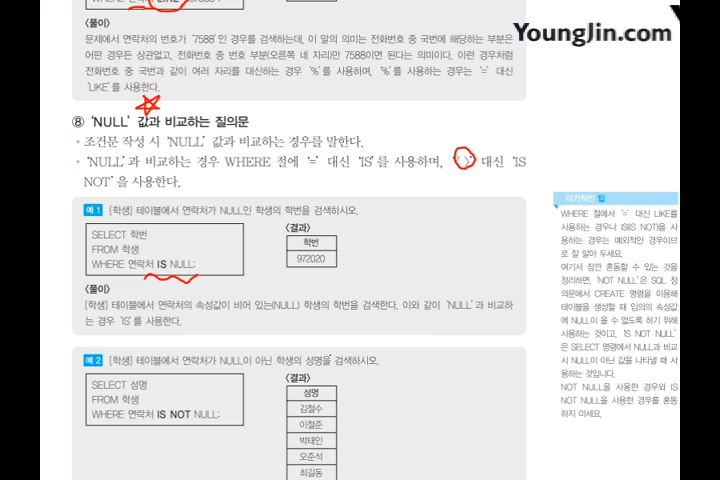 YoungJin.com
<풀이>
문제에서 연락처의 번호가 '7588'인 경우를 검색하는데, 이 말의 의미는 전화번호 중 국번에 해당하는 부분은
어떤 경우든 상관없고, 전화번호 중 번호 부분(오른쪽 네 자리)만 7588이면 된다는 의미이다. 이런 경우처럼
전화번호 중 국번과 같이 여러 자리를 대신하는 경우 '%'를 사용하며, '%'를 사용하는 경우는 '=' 대신
'LIKE'를 사용한다.
⑧ 'NULL' 값과 비교하는 질의문
• 조건문 작성 시 'NULL' 값과 비교하는 경우를 말한다.
• 'NULL'과 비교하는 경우 WHERE 절에 '=' 대신 'IS'를 사용하며, 대신 'IS
NOT'을 사용한다.
예 1 [학생] 테이블에서 연락처가 NULL인 학생의 학번을 검색하시오.
SELECT 학번
FROM 학생
WHERE 연락처 IS NULL;
<결과>
학번
972020
<풀이>
[학생] 테이블에서 연락처의 속성값이 비어 있는(NULL) 학생의 학번을 검색한다. 이와 같이 'NULL'과 비교하
는 경우 'IS'를 사용한다.
예 2 [학생] 테이블에서 연락처가 NULL이 아닌 학생의 성명을 검색하시오.
SELECT 성명
FROM 학생
WHERE 연락처 IS NOT NULL;
<결과>
성명
김철수
이철준
박태인
오준석
최길동
이기적인 팁
WHERE 절에서 '=' 대신 LIKE를
사용하는 경우나 IS(IS NOT)을 사
용하는 경우는 예외적인 경우이므
로 잘 알아 두세요.
여기서 잠깐 혼동할 수 있는 것을
정리하면, 'NOT NULL'은 SQL 정
의문에서 CREATE 명령을 이용해
테이블을 생성할 때 임의의 속성값
에 NULL이 올 수 없도록 하기 위해
사용하는 것이고, 'IS NOT NULL'
은 SELECT 명령에서 NULL과 비교
시 NULL이 아닌 값을 나타낼 때 사
용하는 것입니다.
NOT NULL을 사용한 경우와 IS
NOT NULL을 사용한 경우를 혼동
하지 마세요.